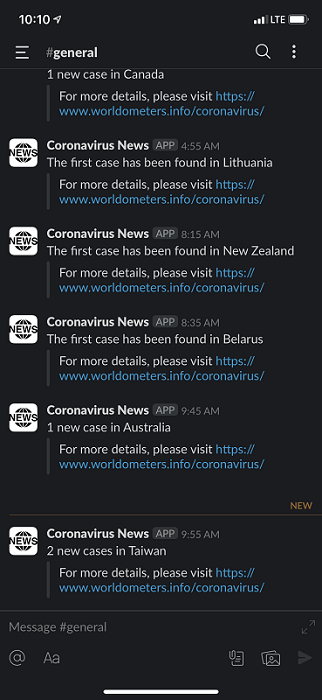 10:10
LTE
#general
1 new case in Canada
For more details, please visit https://
www.worldometers.info/coronavirus/
NEWS
Coronavirus News APP 4:55 AM
The first case has been found in Lithuania
For more details, please visit https://
www.worldometers.info/coronavirus/
NEWS
Coronavirus News APP 8:15 AM
The first case has been found in New Zealand
For more details, please visit https://
www.worldometers.info/coronavirus/
NEWS
Coronavirus News APP 8:35 AM
The first case has been found in Belarus
For more details, please visit https://
www.worldometers.info/coronavirus/
NEWS
Coronavirus News APP 9:45 AM
1 new case in Australia
For more details, please visit https://
www.worldometers.info/coronavirus/
NEW
NEWS
Coronavirus News APP 9:55 AM
2 new cases in Taiwan
For more details, please visit https://
www.worldometers.info/coronavirus/
Message #general
@ Aa